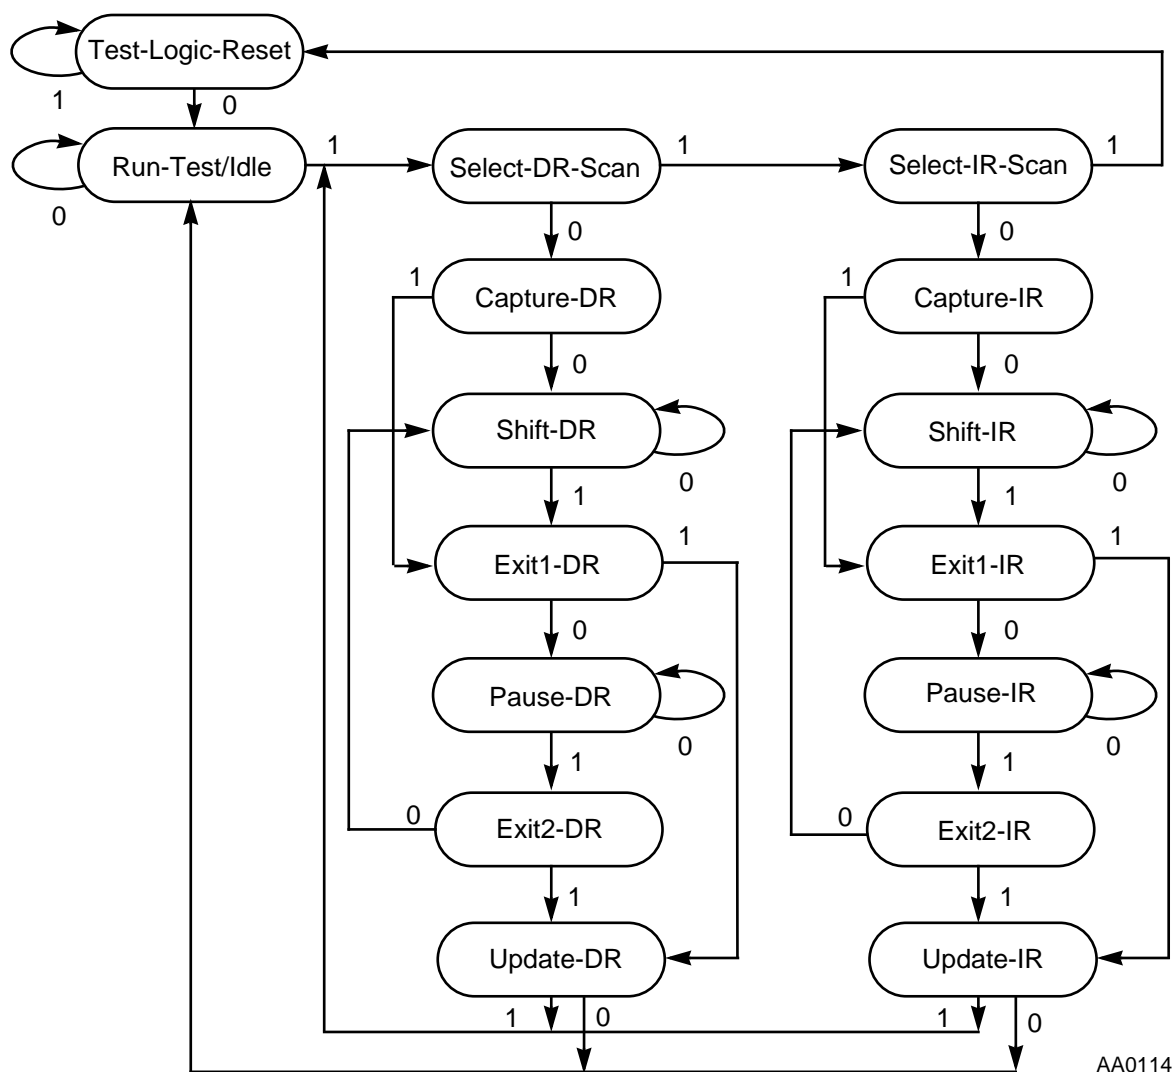 Test-Logic-Reset
1
0
Run-Test/Idle
1
Select-DR-Scan
1
Select-IR-Scan
1
0
0
0
1
Capture-DR
1
Capture-IR
0
0
Shift-DR
Shift-IR
0
0
1
1
Exit1-DR
1
Exit1-IR
1
0
0
Pause-DR
Pause-IR
0
0
1
1
0
Exit2-DR
0
Exit2-IR
1
1
Update-DR
Update-IR
1
0
1
0
AA0114